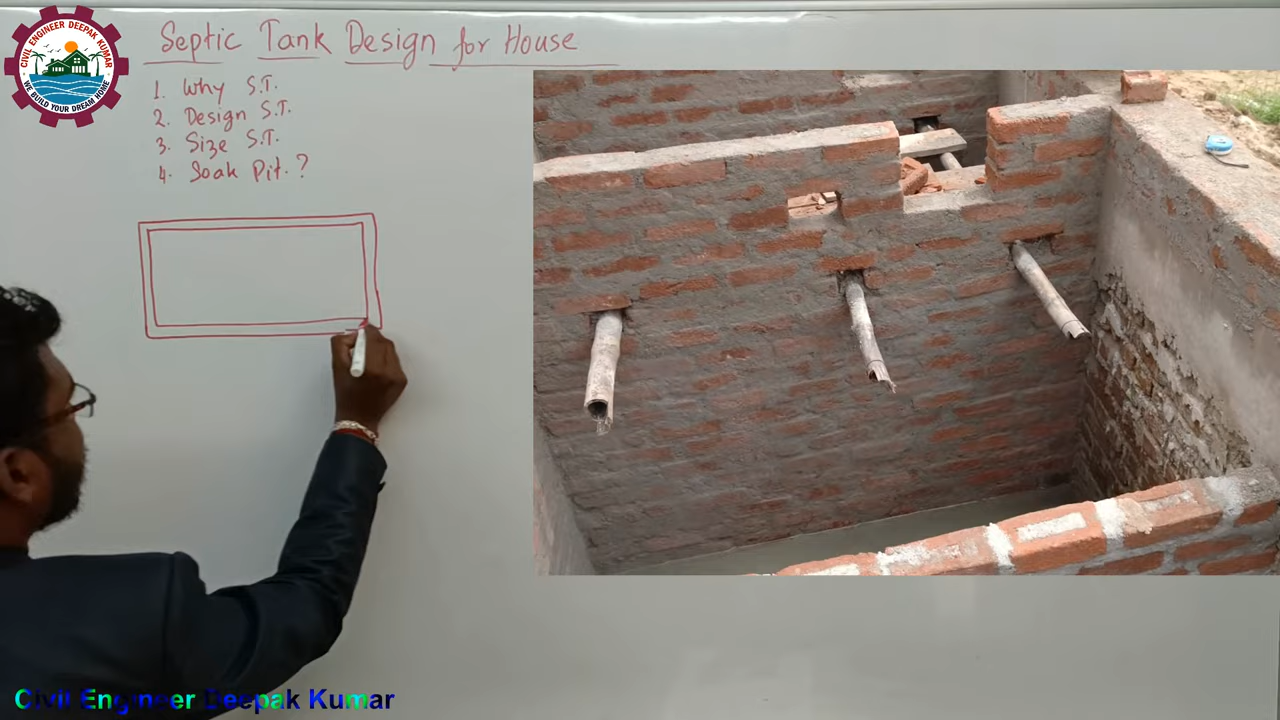 CIVIL ENGINEER DEEPAK KUMAR
WE BUILD YOUR DREAM HOME
Septic Tank Design for House
1. Why S.T.
2. Design S.T.
3. Size S.T.
4. Soak Pit. ?
Civil Engineer Deepak Kumar